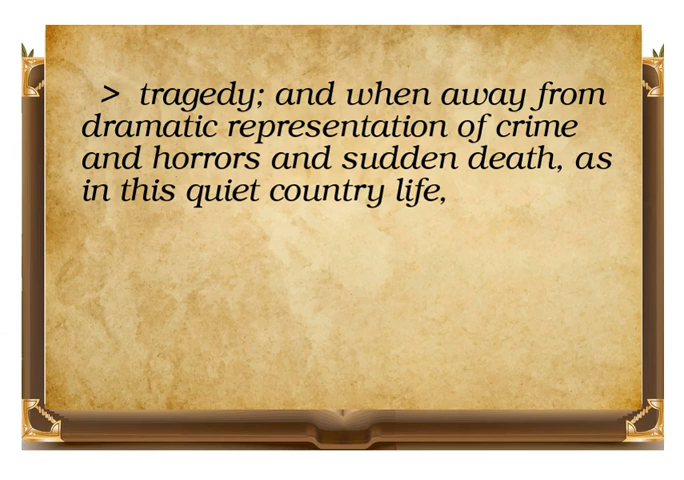 > tragedy; and when away from
dramatic representation of crime
and horrors and sudden death, as
in this quiet country life,